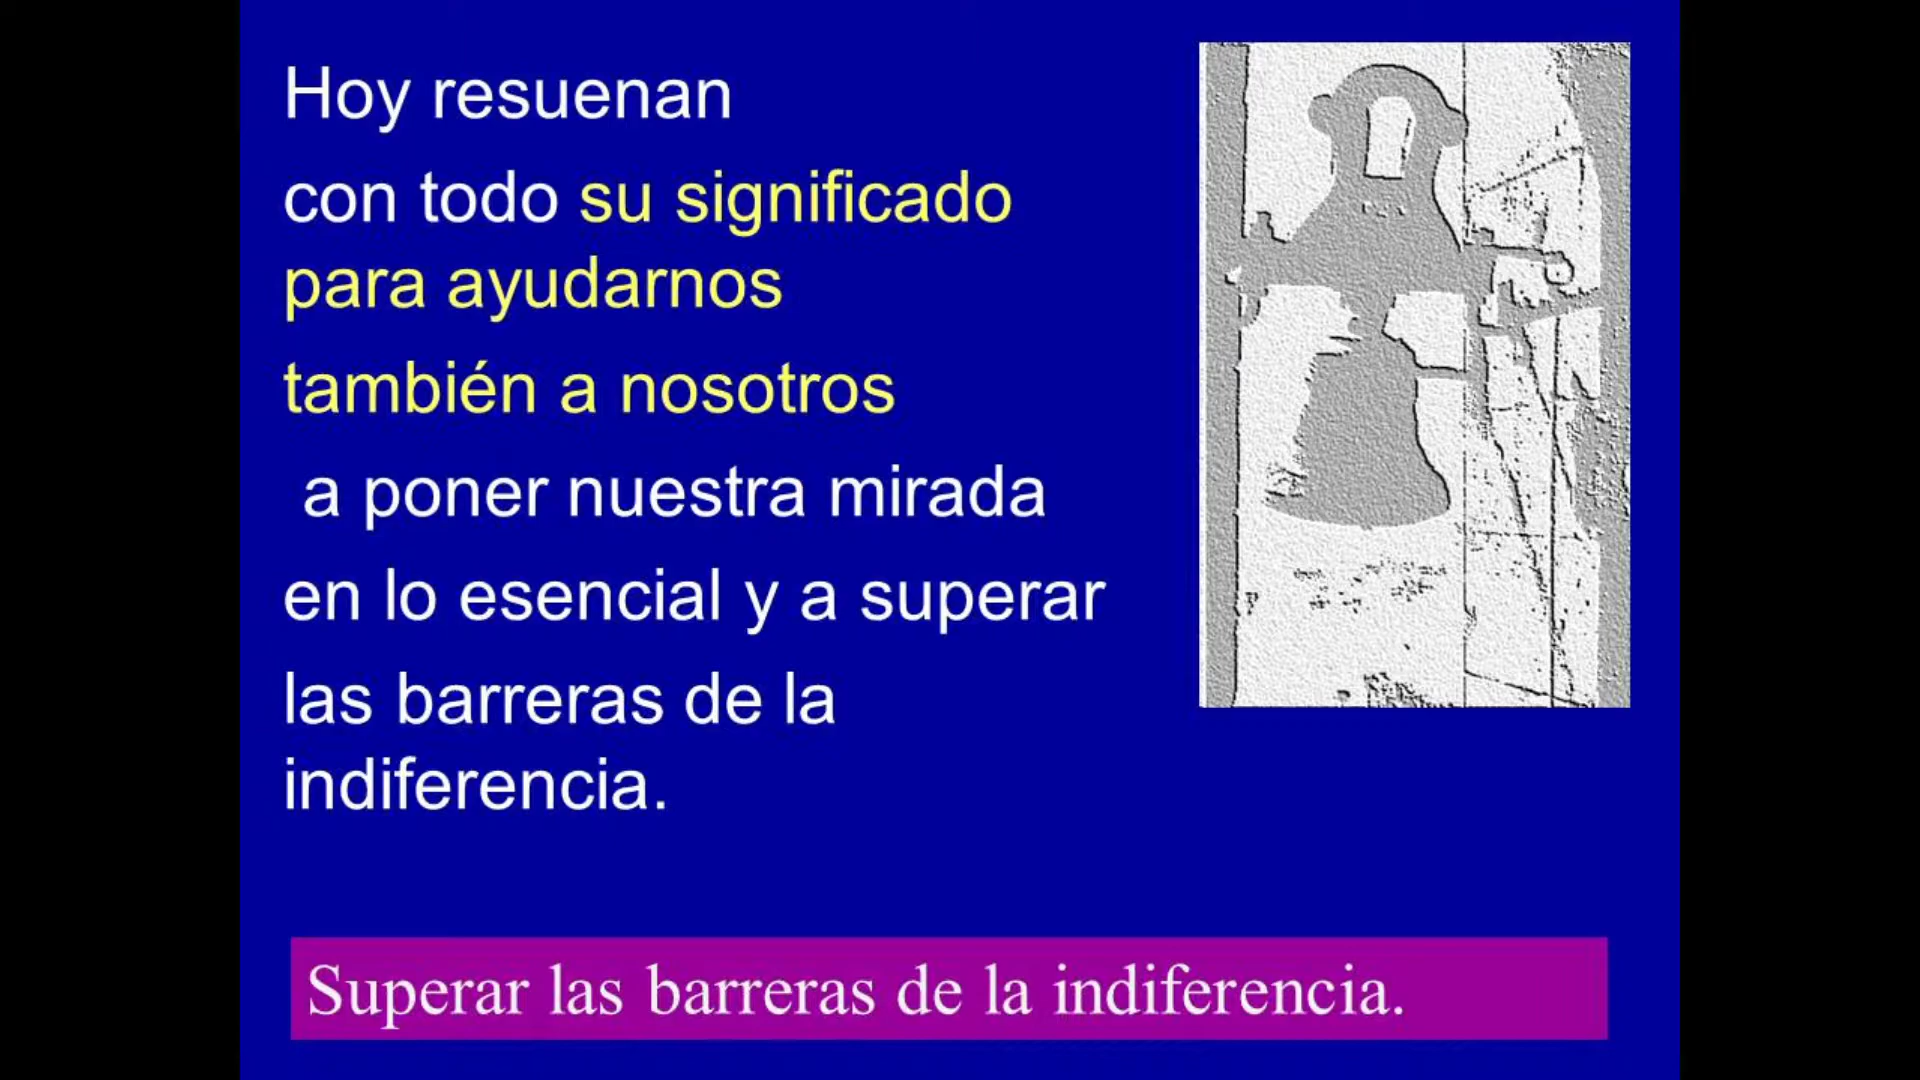 Hoy resuenan
con todo su significado
para ayudarnos
también a nosotros
a poner nuestra mirada
en lo esencial y a superar
las barreras de la
indiferencia.
Superar las barreras de la indiferencia.